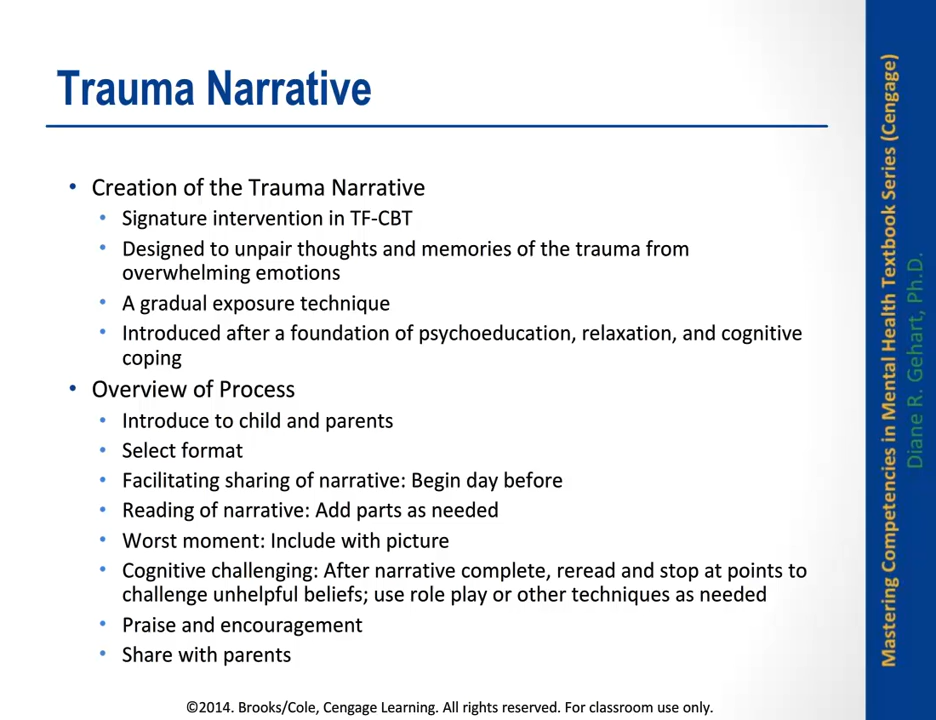 Trauma Narrative
• Creation of the Trauma Narrative
• Signature intervention in TF-CBT
• Designed to unpair thoughts and memories of the trauma from
overwhelming emotions
• A gradual exposure technique
• Introduced after a foundation of psychoeducation, relaxation, and cognitive
coping
• Overview of Process
• Introduce to child and parents
• Select format
• Facilitating sharing of narrative: Begin day before
• Reading of narrative: Add parts as needed
• Worst moment: Include with picture
• Cognitive challenging: After narrative complete, reread and stop at points to
challenge unhelpful beliefs; use role play or other techniques as needed
• Praise and encouragement
• Share with parents
©2014. Brooks/Cole, Cengage Learning. All rights reserved. For classroom use only.
Mastering Competencies in Mental Health Textbook Series (Cengage)
Diane R. Gehart, Ph.D.